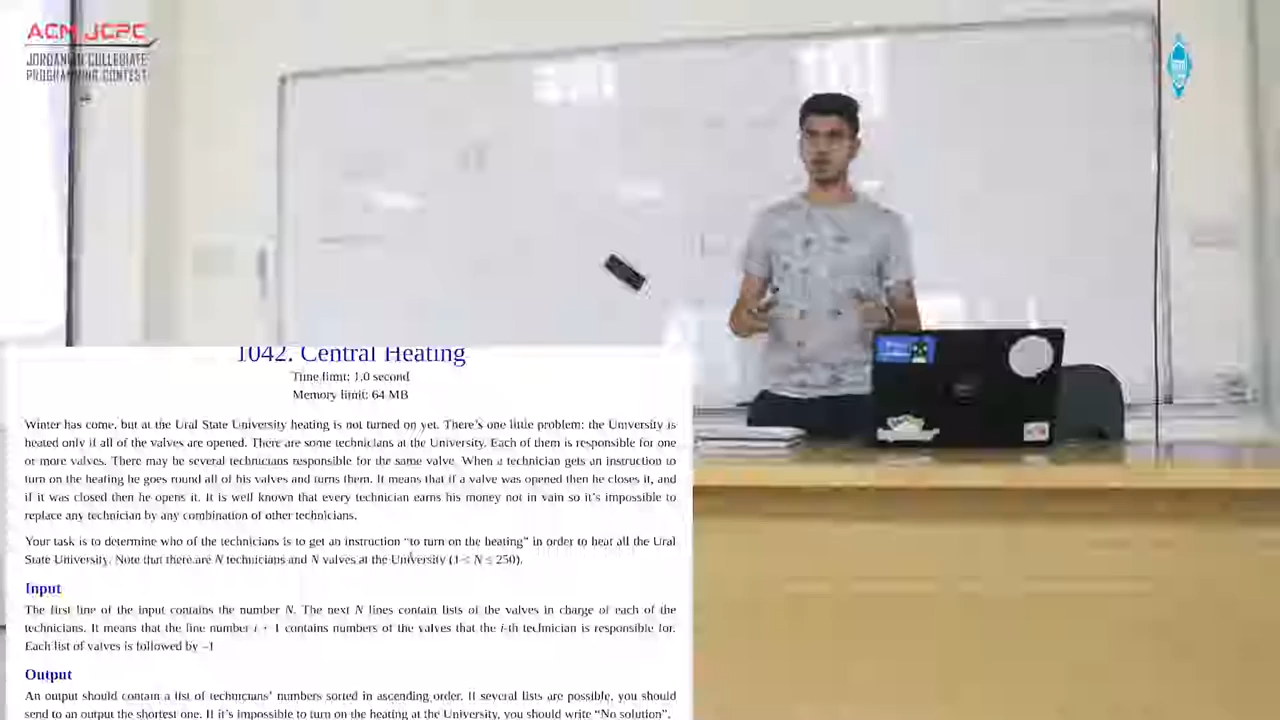 ACM JCPC
JORDANIAN COLLEGIATE
PROGRAMMING CONTEST
1042. Central Heating
Time limit: 1.0 second
Memory limit: 64 MB
Winter has come, but at the Ural State University heating is not turned on yet. There's one little problem: the University is
heated only if all of the valves are opened. There are some technicians at the University. Each of them is responsible for one
or more valves. There may be several technicians responsible for the same valve. When a technician gets an instruction to
turn on the heating he goes round all of his valves and turns them. It means that if a valve was opened then he closes it, and
if it was closed then he opens it. It is well known that every technician earns his money not in vain so it's impossible to
replace any technician by any combination of other technicians.
Your task is to determine who of the technicians is to get an instruction “to turn on the heating” in order to heat all the Ural
State University. Note that there are N technicians and N valves at the University (1 ≤ N ≤ 250).
Input
The first line of the input contains the number N. The next N lines contain lists of the valves in charge of each of the
technicians. It means that the line number i + 1 contains numbers of the valves that the i-th technician is responsible for.
Each list of valves is followed by –1
Output
An output should contain a list of technicians' numbers sorted in ascending order. If several lists are possible, you should
send to an output the shortest one. If it's impossible to turn on the heating at the University, you should write “No solution”.